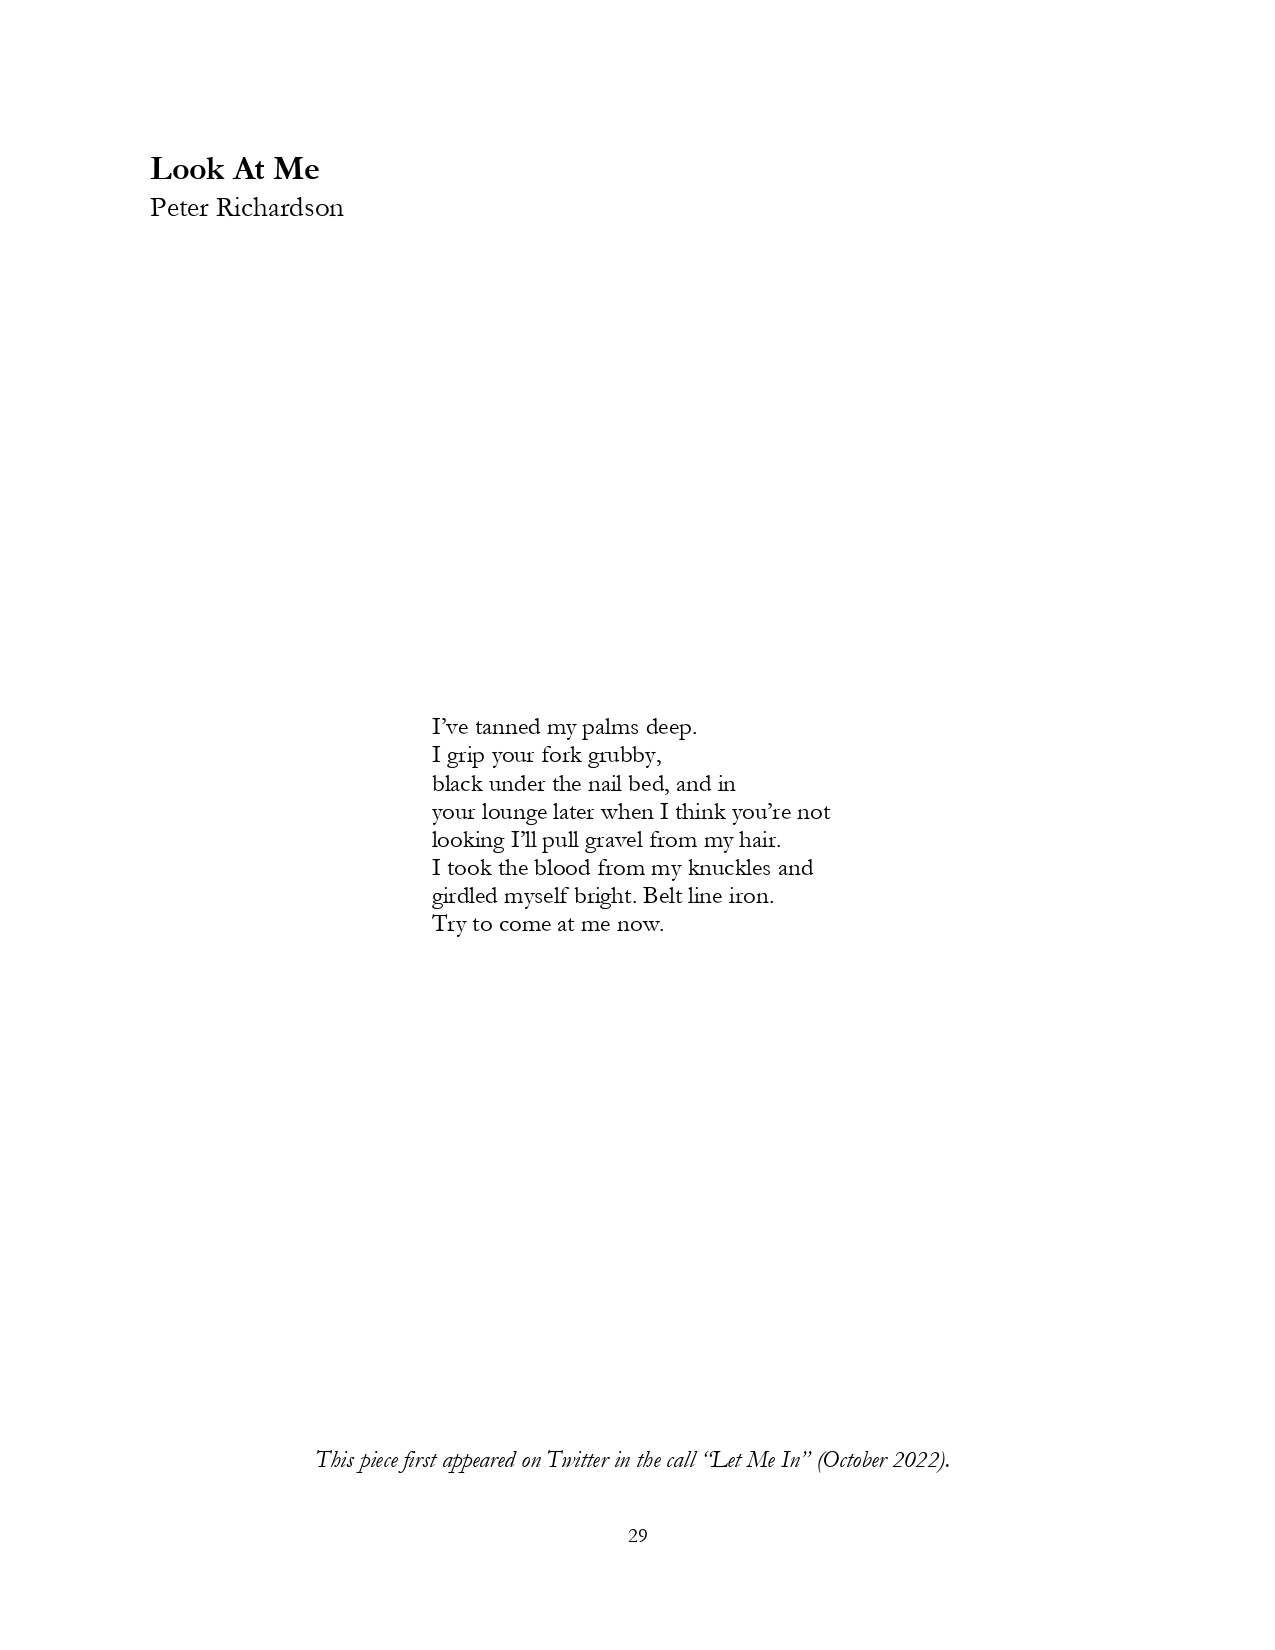 Look At Me
Peter Richardson
I’ve tanned my palms deep.
I grip your fork grubby,
black under the nail bed, and in
your lounge later when I think you’re not
looking I’ll pull gravel from my hair.
I took the blood from my knuckles and
girdled myself bright. Belt line iron.
Try to come at me now.
This piece first appeared on Twitter in the call “Let Me In” (October 2022).
29